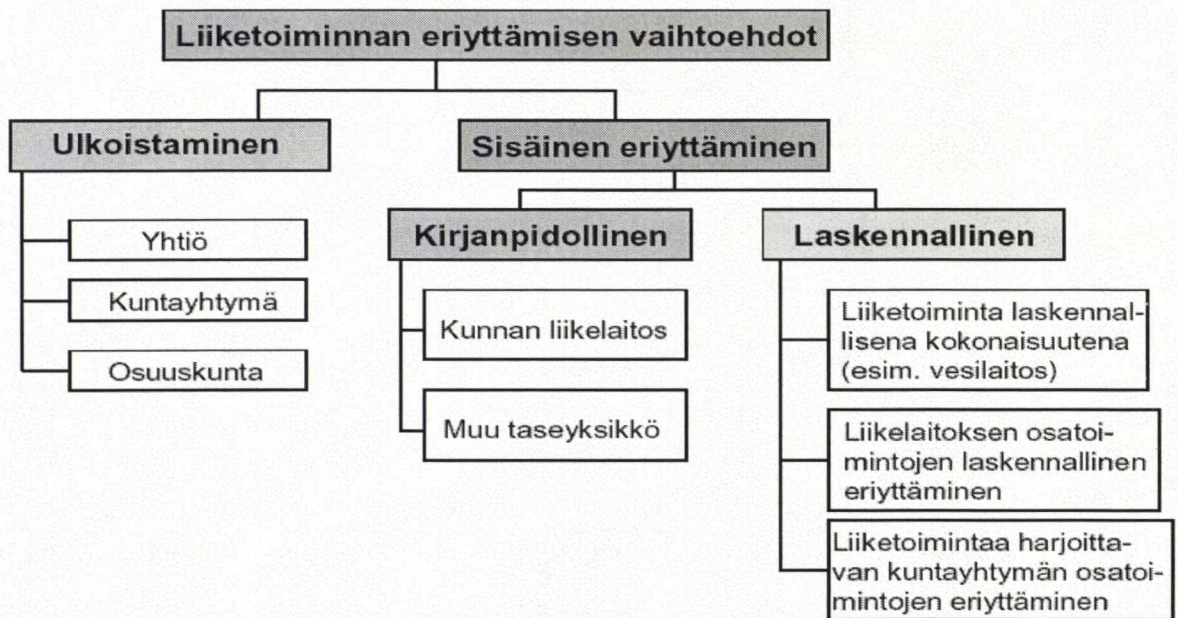 Liiketoiminnan eriyttämisen vaihtoehdot
Ulkoistaminen
Sisäinen eriyttäminen
Yhtiö
Kuntayhtymä
Osuuskunta
Kirjanpidollinen
Laskennallinen
Kunnan liikelaitos
Muu taseyksikkö
Liiketoiminta laskennal-
lisena kokonaisuutena
(esim. vesilaitos)
Liikelaitoksen osatoi-
mintojen laskennallinen
eriyttäminen
Liiketoimintaa harjoitta-
van kuntayhtymän osatoi-
mintojen eriyttäminen